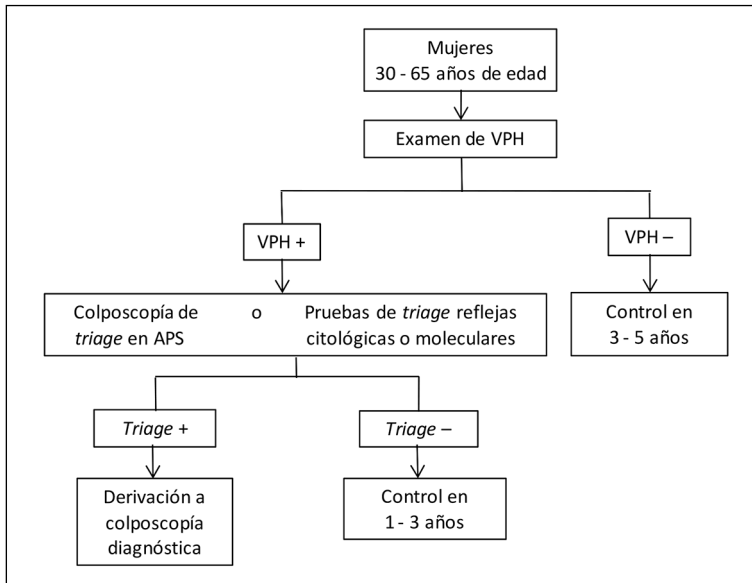 Mujeres
30 - 65 años de edad
Examen de VPH
VPH +
VPH –
Colposcopía de o Pruebas de triage reflejas
triage en APS citológicas o moleculares
Control en
3 - 5 años
Triage +
Triage –
Derivación a
colposcopía
diagnóstica
Control en
1 - 3 años